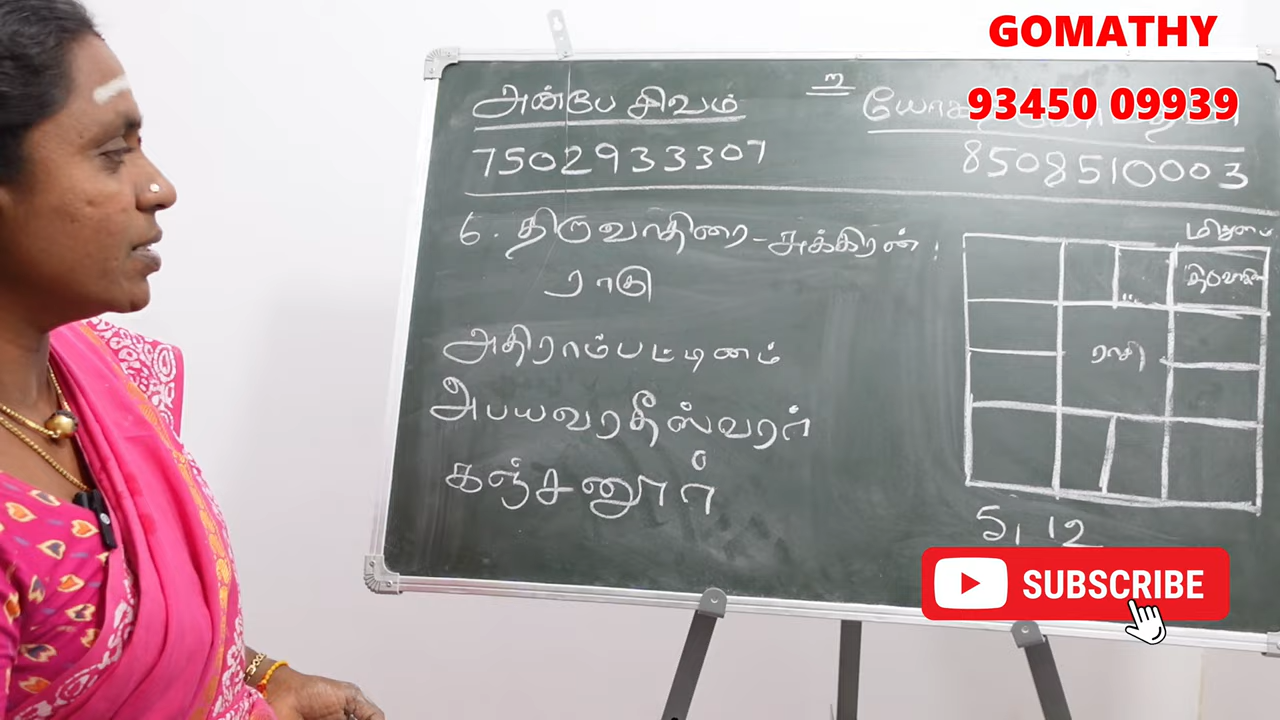 GOMATHY
93450 09939
உ
அன்பே சிவம்
7502933307
8508510003
6. திருவாதிரை - சுக்கிரன் :
ராகு
அதிராம்பட்டினம்
அபயவரதீஸ்வரர்
கஞ்சனூர்
மிதுனம்
ராசி
5, 12
SUBSCRIBE